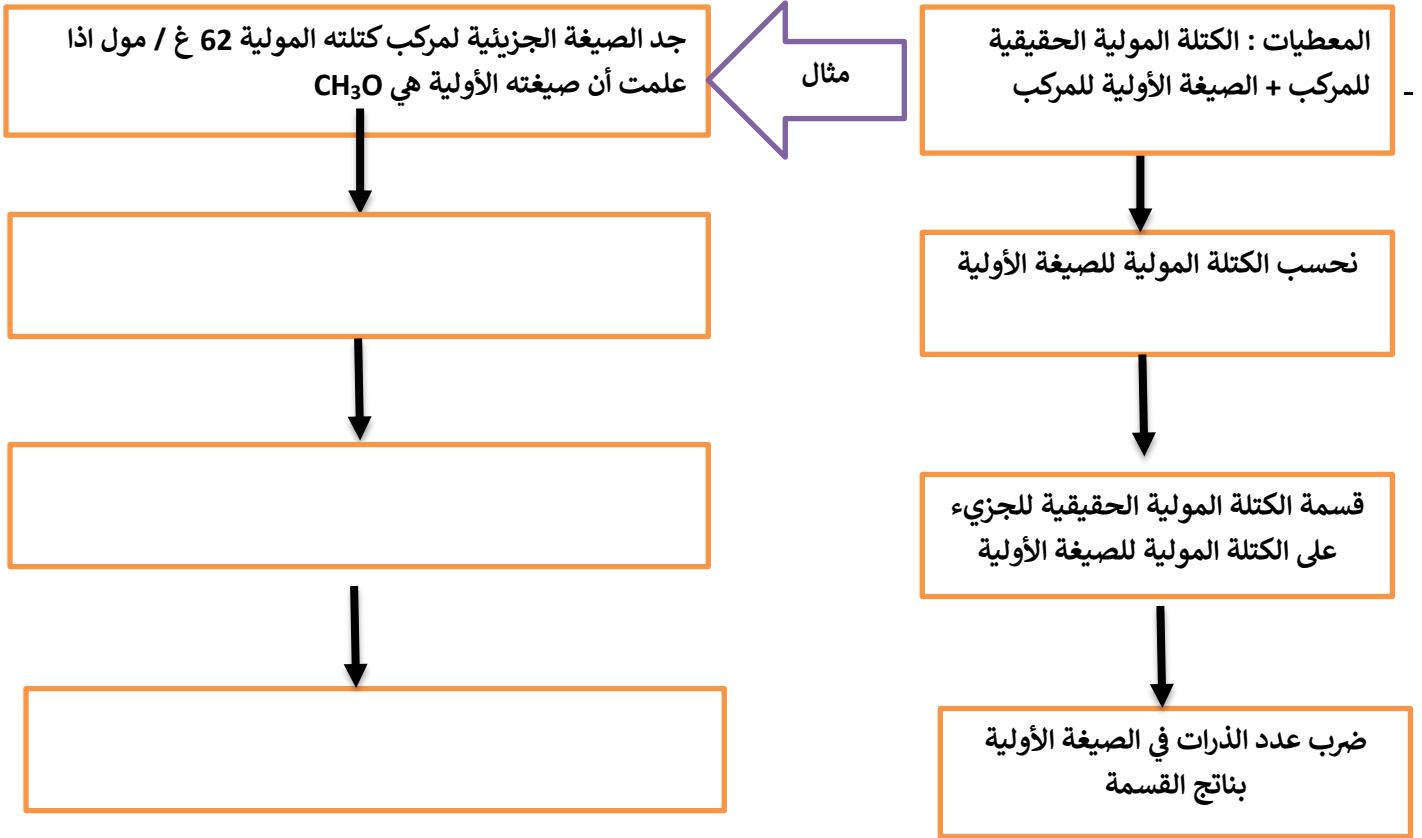 المعطيات : الكتلة المولية الحقيقية
للمركب + الصيغة الأولية للمركب
مثال
جد الصيغة الجزيئية لمركب كتلته المولية 62 غ / مول اذا
علمت أن صيغته الأولية هي CH₃O
نحسب الكتلة المولية للصيغة الأولية
قسمة الكتلة المولية الحقيقية للجزيء
على الكتلة المولية للصيغة الأولية
ضرب عدد الذرات في الصيغة الأولية
بناتج القسمة